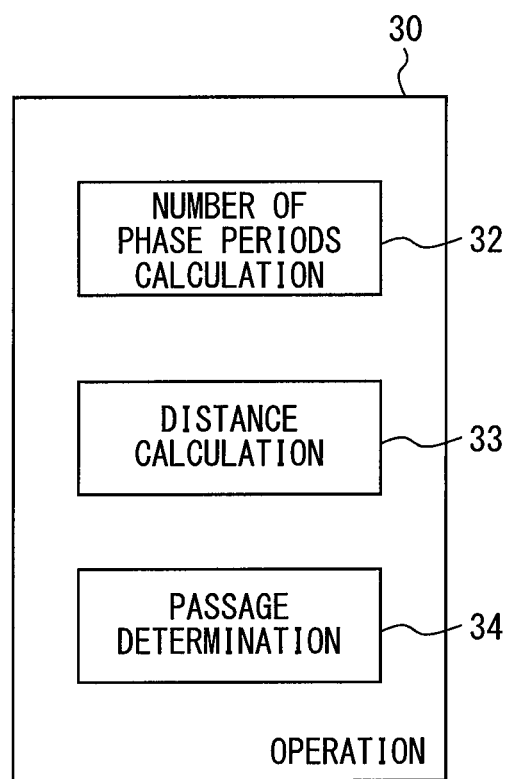 30
NUMBER OF
PHASE PERIODS
CALCULATION
32
DISTANCE
CALCULATION
33
PASSAGE
DETERMINATION
34
OPERATION